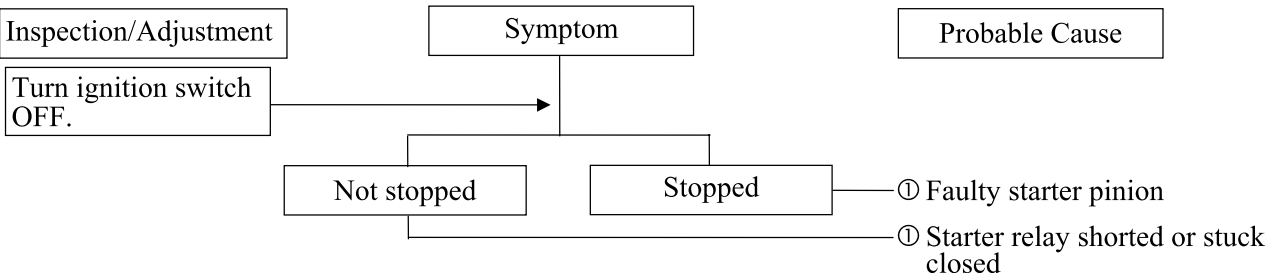 Inspection/Adjustment
Symptom
Probable Cause
Turn ignition switch
OFF.
Not stopped
Stopped
① Faulty starter pinion
① Starter relay shorted or stuck
closed